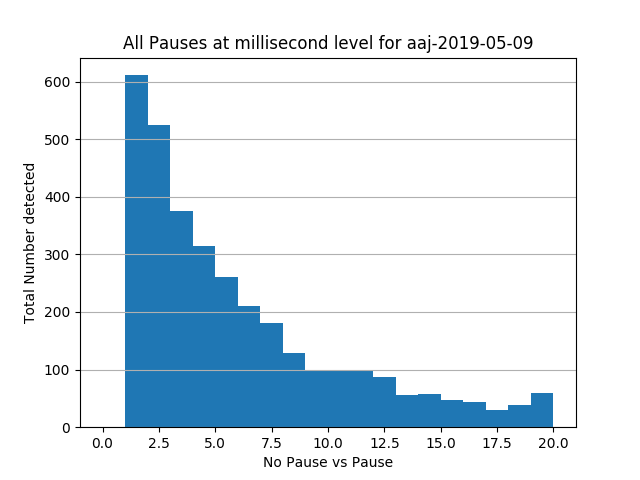 All Pauses at millisecond level for aaj-2019-05-09
Total Number detected
600
500
400
300
200
100
0
0.0 2.5 5.0 7.5 10.0 12.5 15.0 17.5 20.0
No Pause vs Pause